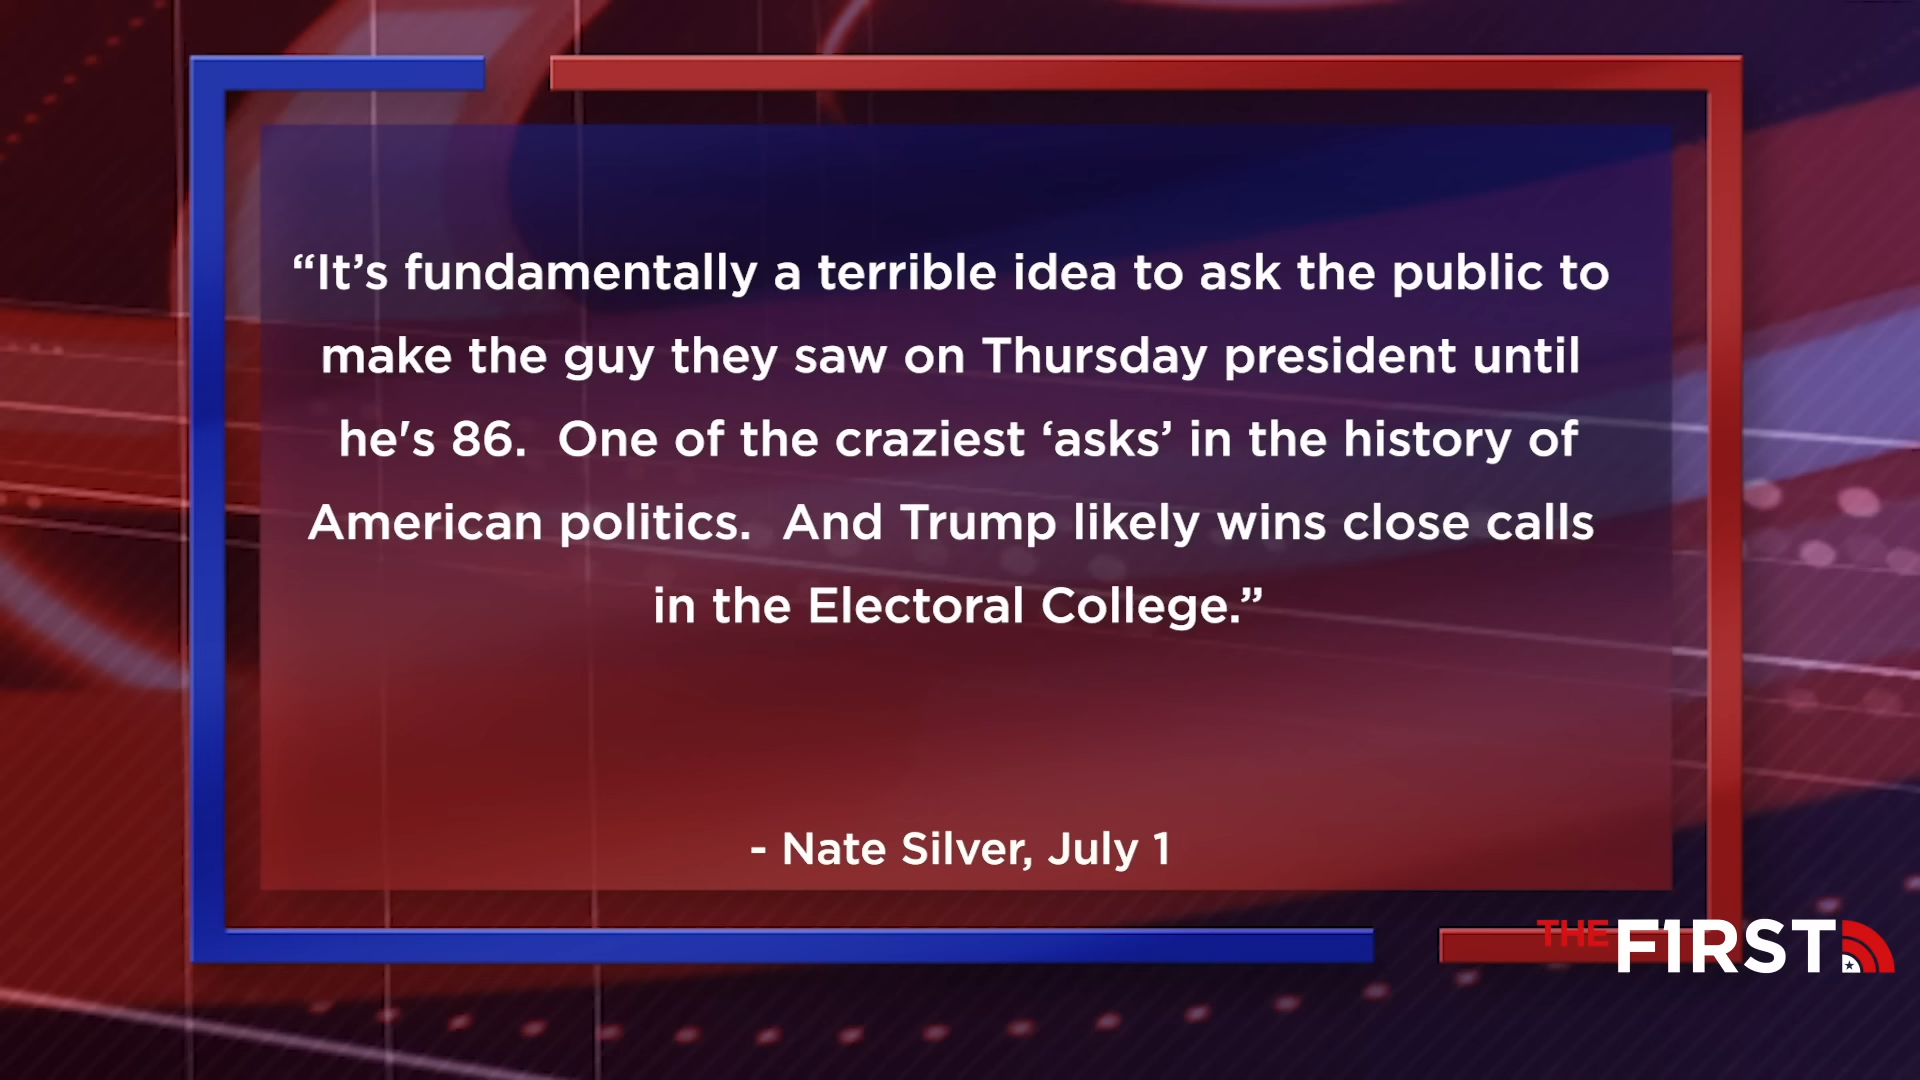 “It’s fundamentally a terrible idea to ask the public to
make the guy they saw on Thursday president until
he's 86.  One of the craziest ‘asks’ in the history of
American politics.  And Trump likely wins close calls
in the Electoral College.”
- Nate Silver, July 1
THE FIRST